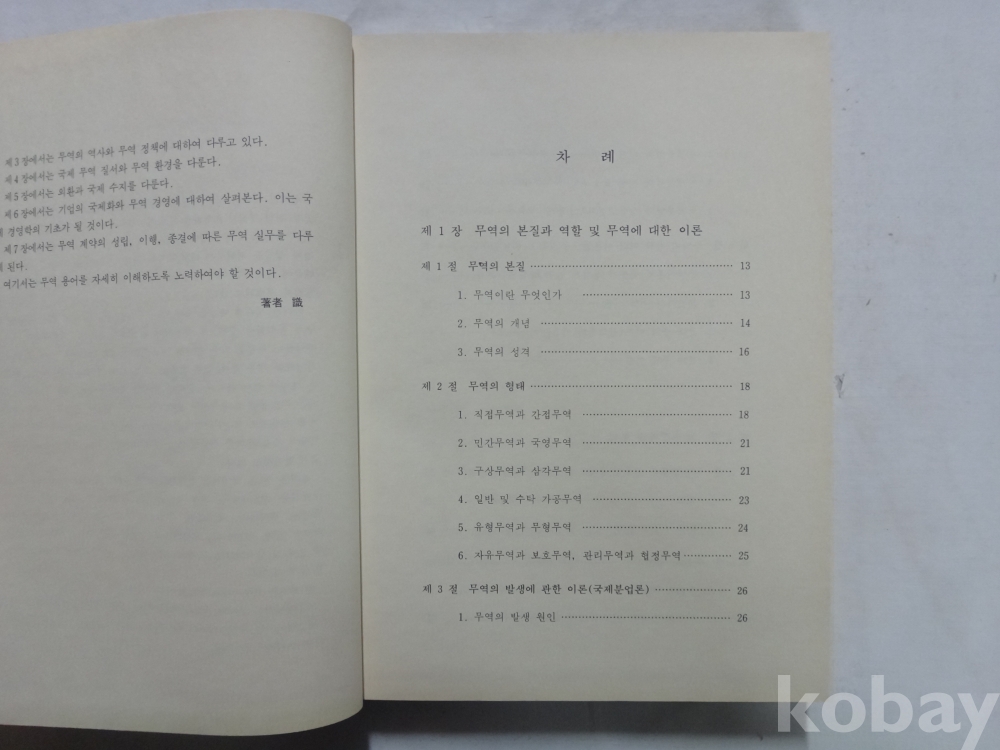 제3장에서는 무역의 역사와 무역 정책에 대하여 다루고 있다.
제4장에서는 국제 무역 질서와 무역 환경을 다룬다.
제5장에서는 외환과 국제 수지를 다룬다.
제6장에서는 기업의 국제화와 무역 경영에 대하여 살펴본다. 이는 국
경영학의 기초가 될 것이다.
제7장에서는 무역 계약의 성립, 이행, 종결에 따른 무역 실무를 다루
된다.
여기서는 무역 용어를 자세히 이해하도록 노력하여야 할 것이다.
著者 識
차 례
제 1 장 무역의 본질과 역할 및 무역에 대한 이론
제 1 절 무역의 본질 ················ 13
1. 무역이란 무엇인가 ················ 13
2. 무역의 개념 ················ 14
3. 무역의 성격 ················ 16
제 2 절 무역의 형태 ················ 18
1. 직접무역과 간접무역 ················ 18
2. 민간무역과 국영무역 ················ 21
3. 구상무역과 삼각무역 ················ 21
4. 일반 및 수탁 가공무역 ················ 23
5. 유형무역과 무형무역 ················ 24
6. 자유무역과 보호무역, 관리무역과 협정무역 ············ 25
제 3 절 무역의 발생에 관한 이론(국제분업론) ················ 26
1. 무역의 발생 원인 ················ 26
kobay